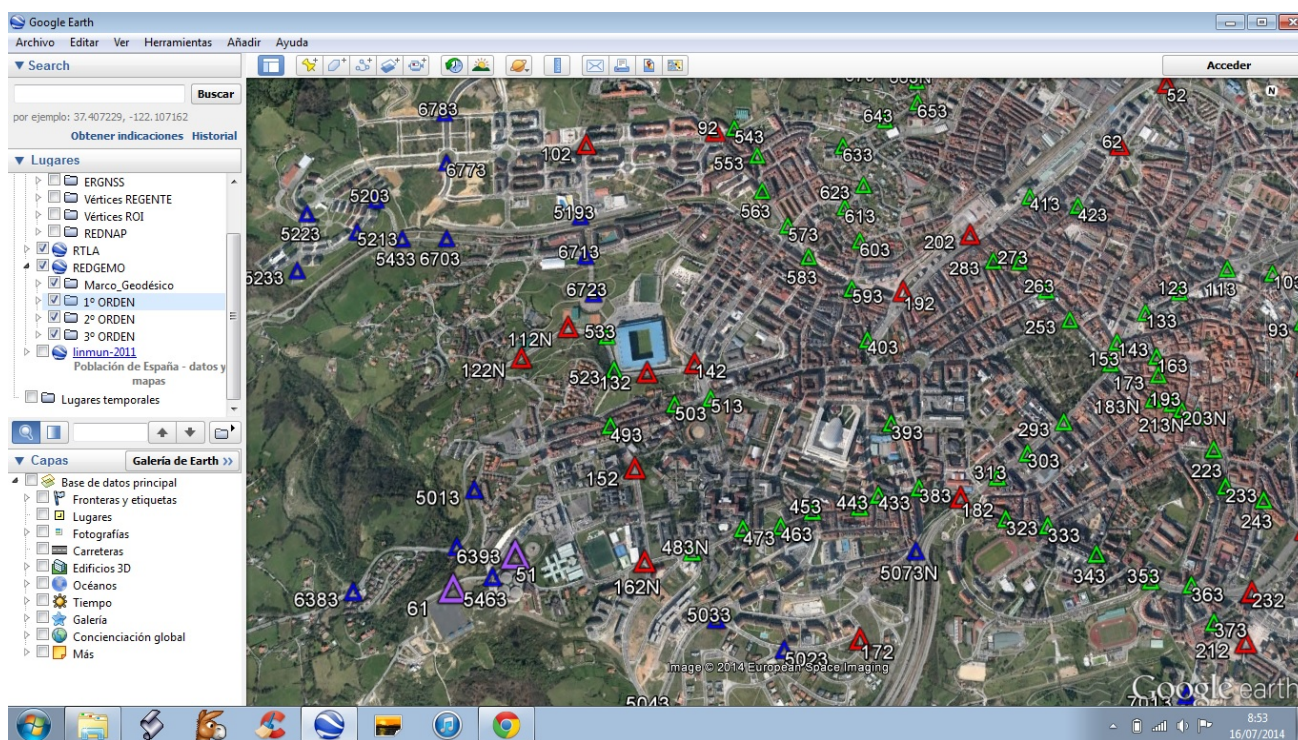 Google Earth
Archivo Editar Ver Herramientas Añadir Ayuda
Search
Buscar
por ejemplo: 37.407229, -122.107162
Obtener indicaciones Historial
Lugares
ERGNSS
Vértices REGENTE
Vértices ROI
REDNAP
RTLA
REDGEMO
Marco_Geodésico
1º ORDEN
2º ORDEN
3º ORDEN
linmun-2011
Población de España - datos y
mapas
Lugares temporales
Capas Galería de Earth >>
Base de datos principal
Fronteras y etiquetas
Lugares
Fotografías
Carreteras
Edificios 3D
Océanos
Tiempo
Galería
Concienciación global
Más
Acceder
N
52
6783 653
92 543 643
102 553 633 62
6773
5203 563 623 413 423
5223 5193 613
5213 573 202
5433 6703 6713 603
5233 583 283 273
6723 593 192 263 123 113 103
112N 533 253 133 93
122N 403 143
523 132 142 153 163
173
503 513 183N 193 203N
493 393 293 213N
303 223
152 313
5013 453 443 433 383 182 233
473 463 323 333 243
6393 51 483N
343
6383 61 5463 162N 5073N 353 363 232
5033 373
5023 172 212
5043
Image © 2014 European Space Imaging
Google earth
8:53
16/07/2014